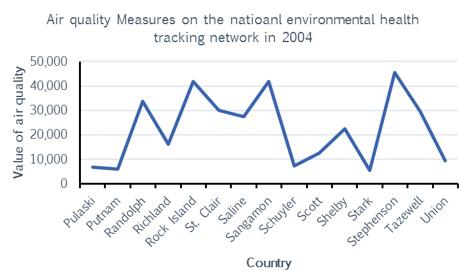 Air quality Measures on the natioanl environmental health
tracking network in 2004
Value of air quality
50,000
40,000
30,000
20,000
10,000
0
Pulaski
Putnam
Randolph
Richland
Rock Island
St. Clair
Saline
Sangamon
Schuyler
Scott
Shelby
Stark
Stephenson
Tazewell
Union
Country